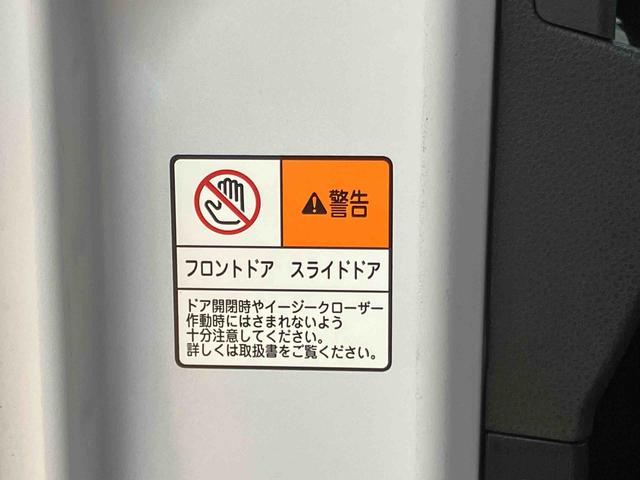 警告
フロントドア スライドドア
ドア開閉時やイージークローザー
作動時にはさまれないよう
十分注意してください。
詳しくは取扱書をご覧ください。